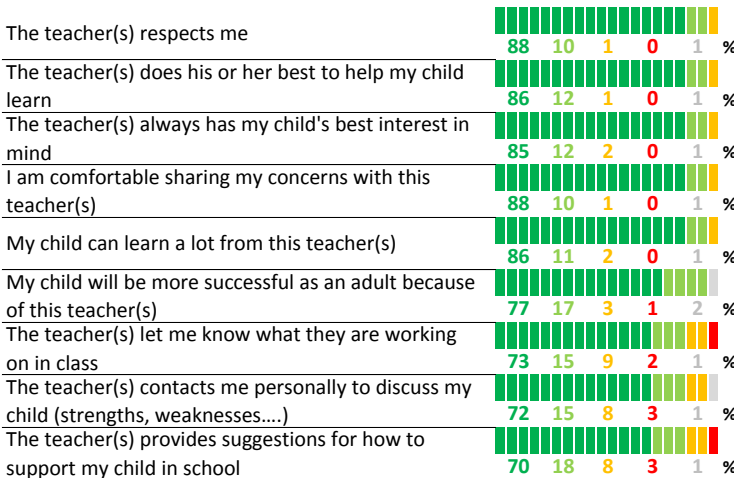 The teacher(s) respects me
88 10 1 0 1 %
The teacher(s) does his or her best to help my child
learn
86 12 1 0 1 %
The teacher(s) always has my child's best interest in
mind
85 12 2 0 1 %
I am comfortable sharing my concerns with this
teacher(s)
88 10 1 0 1 %
My child can learn a lot from this teacher(s)
86 11 2 0 1 %
My child will be more successful as an adult because
of this teacher(s)
77 17 3 1 2 %
The teacher(s) let me know what they are working
on in class
73 15 9 2 1 %
The teacher(s) contacts me personally to discuss my
child (strengths, weaknesses....)
72 15 8 3 1 %
The teacher(s) provides suggestions for how to
support my child in school
70 18 8 3 1 %